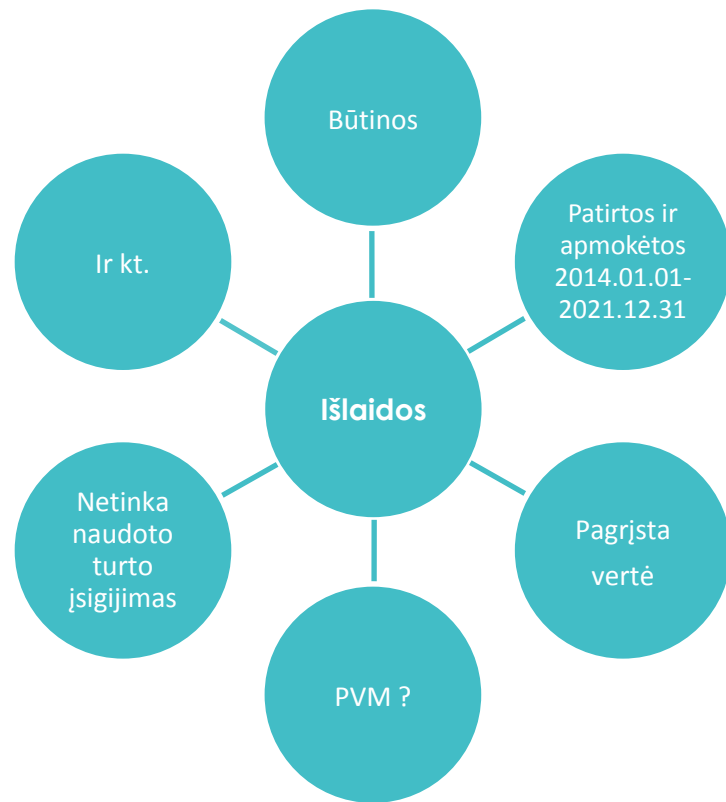 Būtinos
Patirtos ir
apmokėtos
2014.01.01-
2021.12.31
Ir kt.
Išlaidos
Netinka
naudoto
turto
įsigijimas
Pagrįsta
vertė
PVM ?